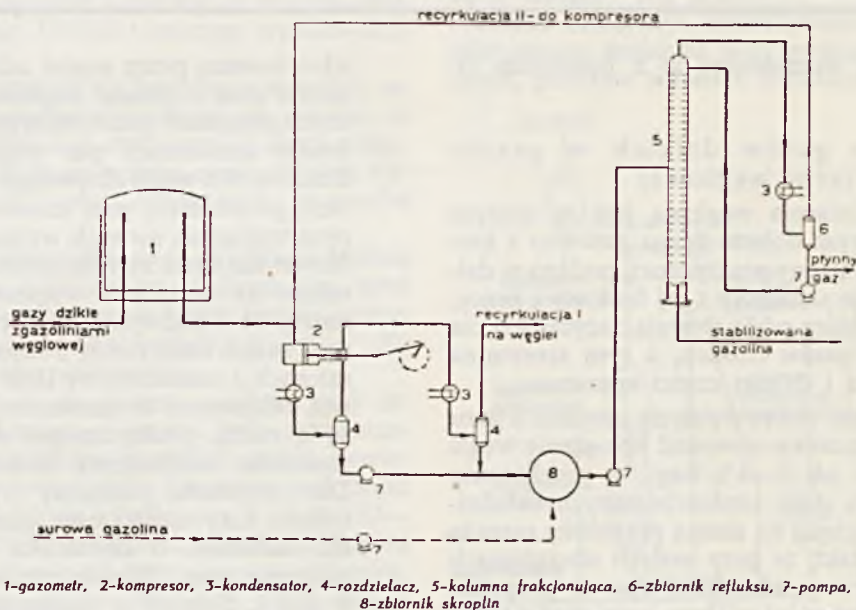 recyrkulacja II - do kompresora
5
3
1
6
płynny
gaz
7
gazy dzikie
zgazoliniarni
węglowej
recyrkulacja I
na węgiel
stabilizowana
gazolina
2
3
3
4
4
7
8
7
surowa gazolina
7
1-gazometr, 2-kompresor, 3-kondensator, 4-rozdzielacz, 5-kolumna frakcjonująca, 6-zbiornik refluksu, 7-pompa,
8-zbiornik skroplin